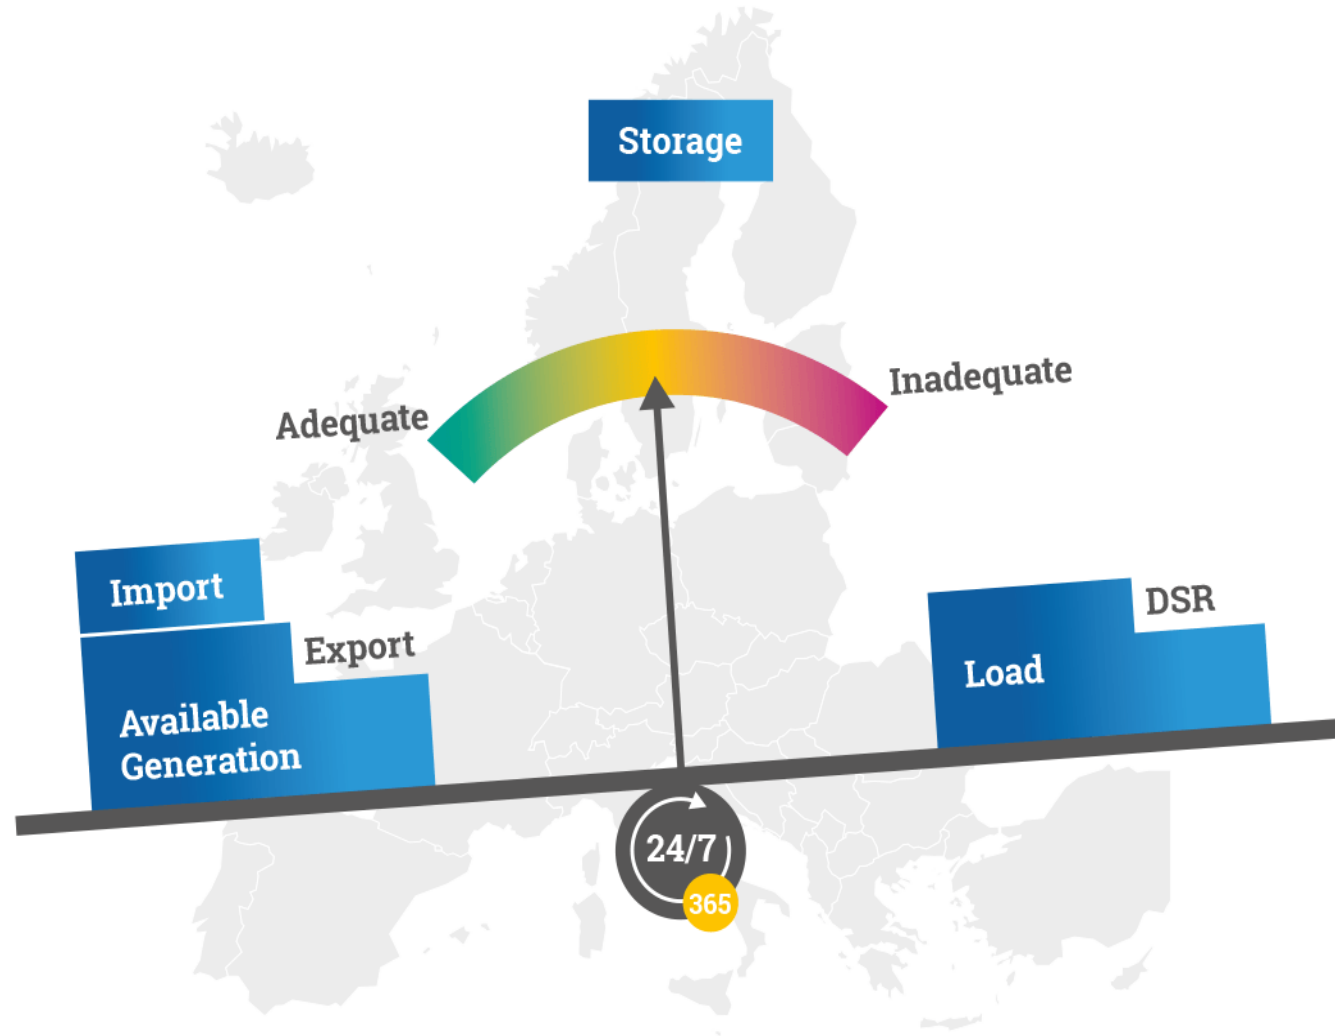 Storage
Adequate
Inadequate
Import
Export
Available
Generation
DSR
Load
24/7
365